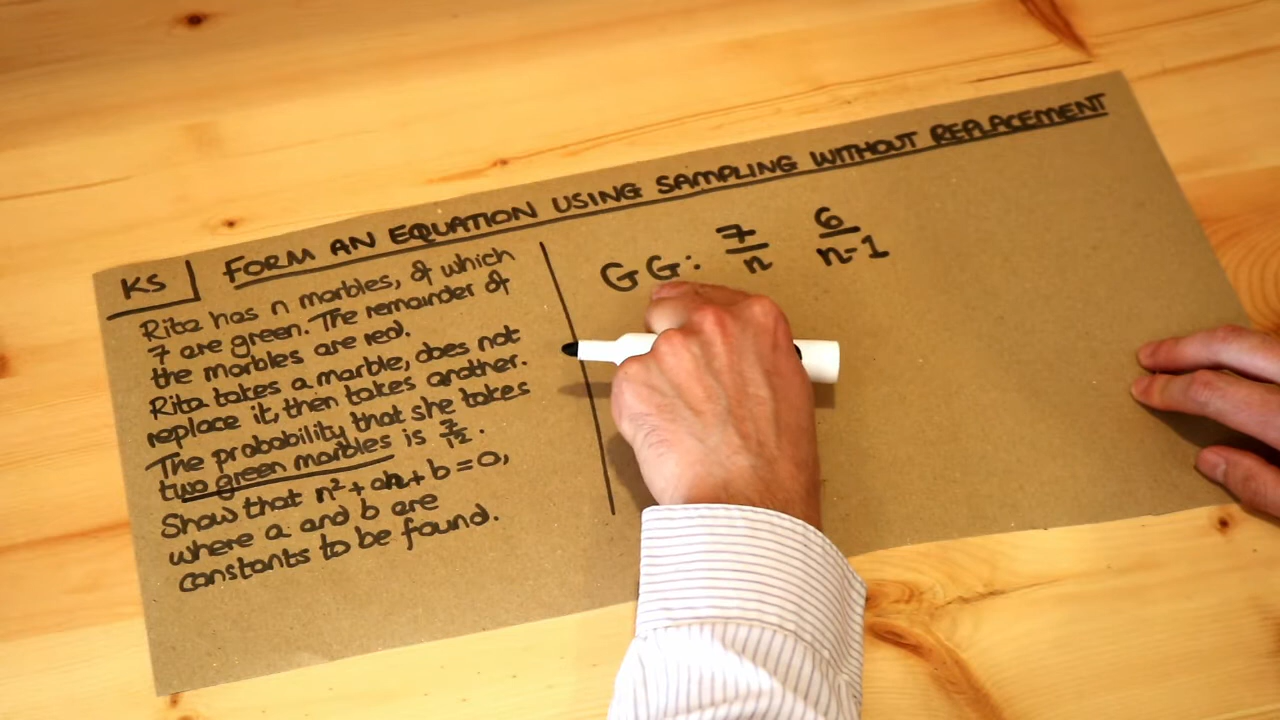 KS
FORM AN EQUATION USING SAMPLING WITHOUT REPLACEMENT
Rita has n marbles, of which
7 are green. The remainder of
the marbles are red.
Rita takes a marble, does not
replace it, then takes another.
The probability that she takes
two green marbles is 7/12.
Show that n² + an + b = 0,
where a and b are
constants to be found.
GG: 7/n 6/n-1